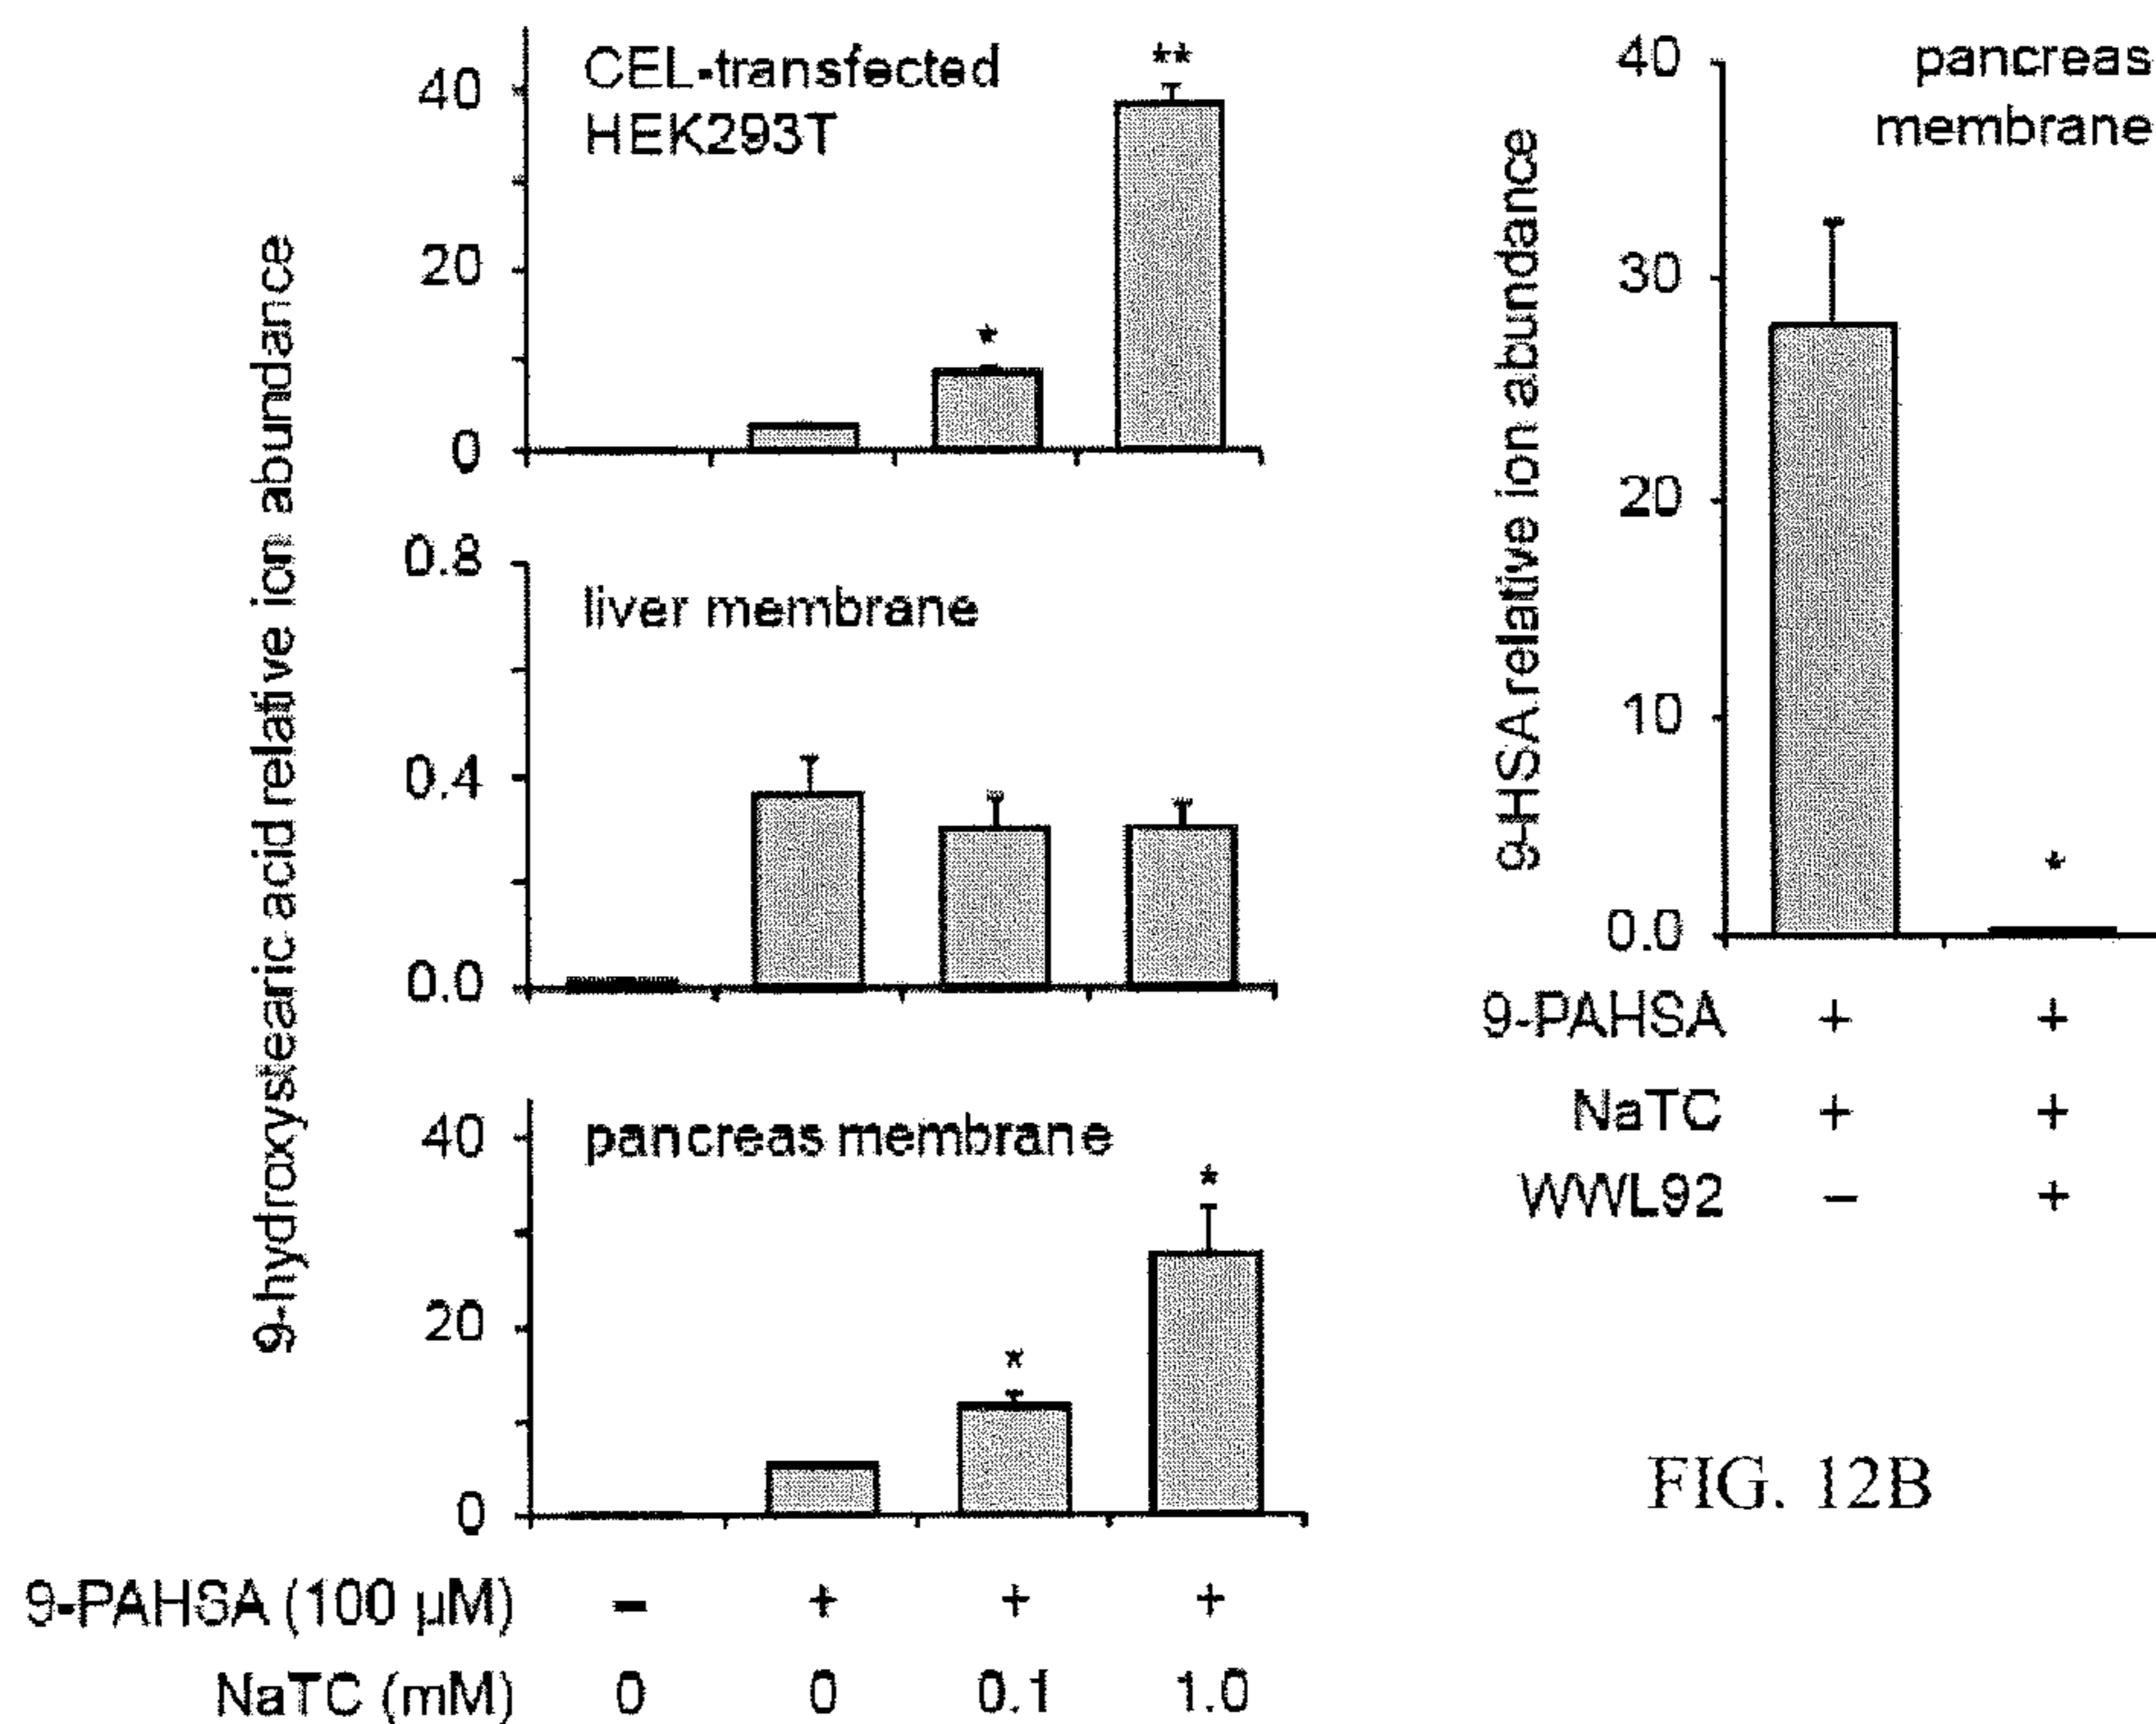 9-hydroxystearic acid relative ion abundance
CEL-transfected
HEK293T
40
20
0
*
**
liver membrane
0.8
0.4
0.0
pancreas membrane
40
20
0
*
*
9-PAHSA (100 µM) – + + +
NaTC (mM) 0 0 0.1 1.0
9-HSA relative ion abundance
pancreas
membrane
40
30
20
10
0.0
*
9-PAHSA + +
NaTC + +
WWL92 – +
FIG. 12B